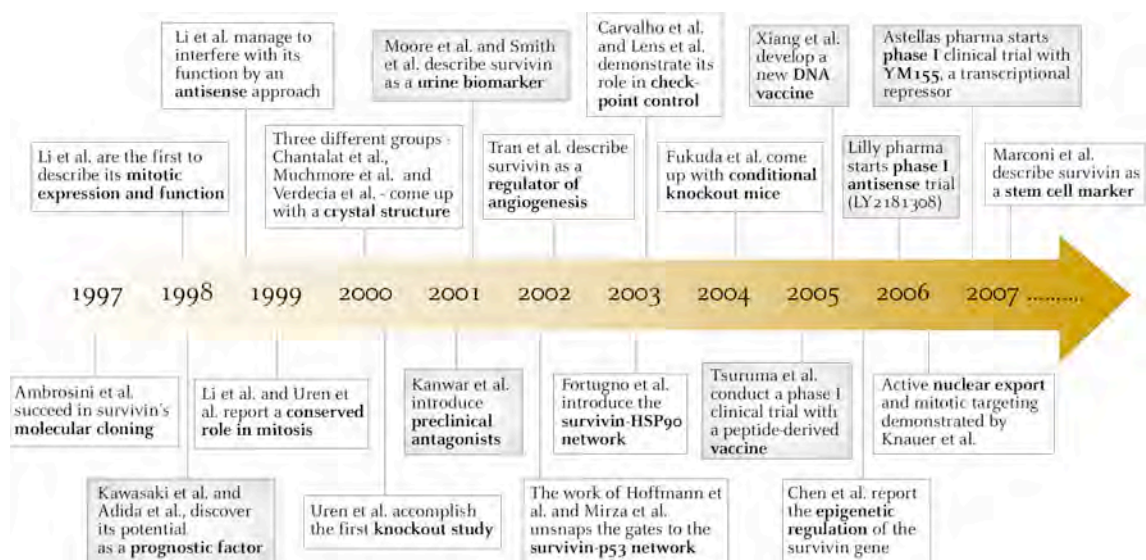 Li et al. manage to
interfere with its
function by an
antisense approach
Moore et al. and Smith
et al. describe survivin
as a urine biomarker
Carvalho et al.
and Lens et al.
demonstrate its
role in check-
point control
Xiang et al.
develop a
new DNA
vaccine
Astellas pharma starts
phase I clinical trial with
YM155, a transcriptional
repressor
Li et al. are the first to
describe its mitotic
expression and function
Three different groups -
Chantalat et al.,
Muchmore et al. and
Verdecia et al. - come up
with a crystal structure
Tran et al. describe
survivin as a
regulator of
angiogenesis
Fukuda et al. come
up with conditional
knockout mice
Lilly pharma
starts phase I
antisense trial
(LY2181308)
Marconi et al.
describe survivin as
a stem cell marker
1997 1998 1999 2000 2001 2002 2003 2004 2005 2006 2007 ..........
Ambrosini et al.
succeed in survivin's
molecular cloning
Li et al. and Uren et
al. report a conserved
role in mitosis
Kanwar et al.
introduce
preclinical
antagonists
Fortugno et al.
introduce the
survivin-HSP90
network
Tsuruma et al.
conduct a phase I
clinical trial with
a peptide-derived
vaccine
Active nuclear export
and mitotic targeting
demonstrated by
Knauer et al.
Kawasaki et al. and
Adida et al., discover
its potential
as a prognostic factor
Uren et al. accomplish
the first knockout study
The work of Hoffmann et
al. and Mirza et al.
unsnaps the gates to the
survivin-p53 network
Chen et al. report
the epigenetic
regulation of the
survivin gene